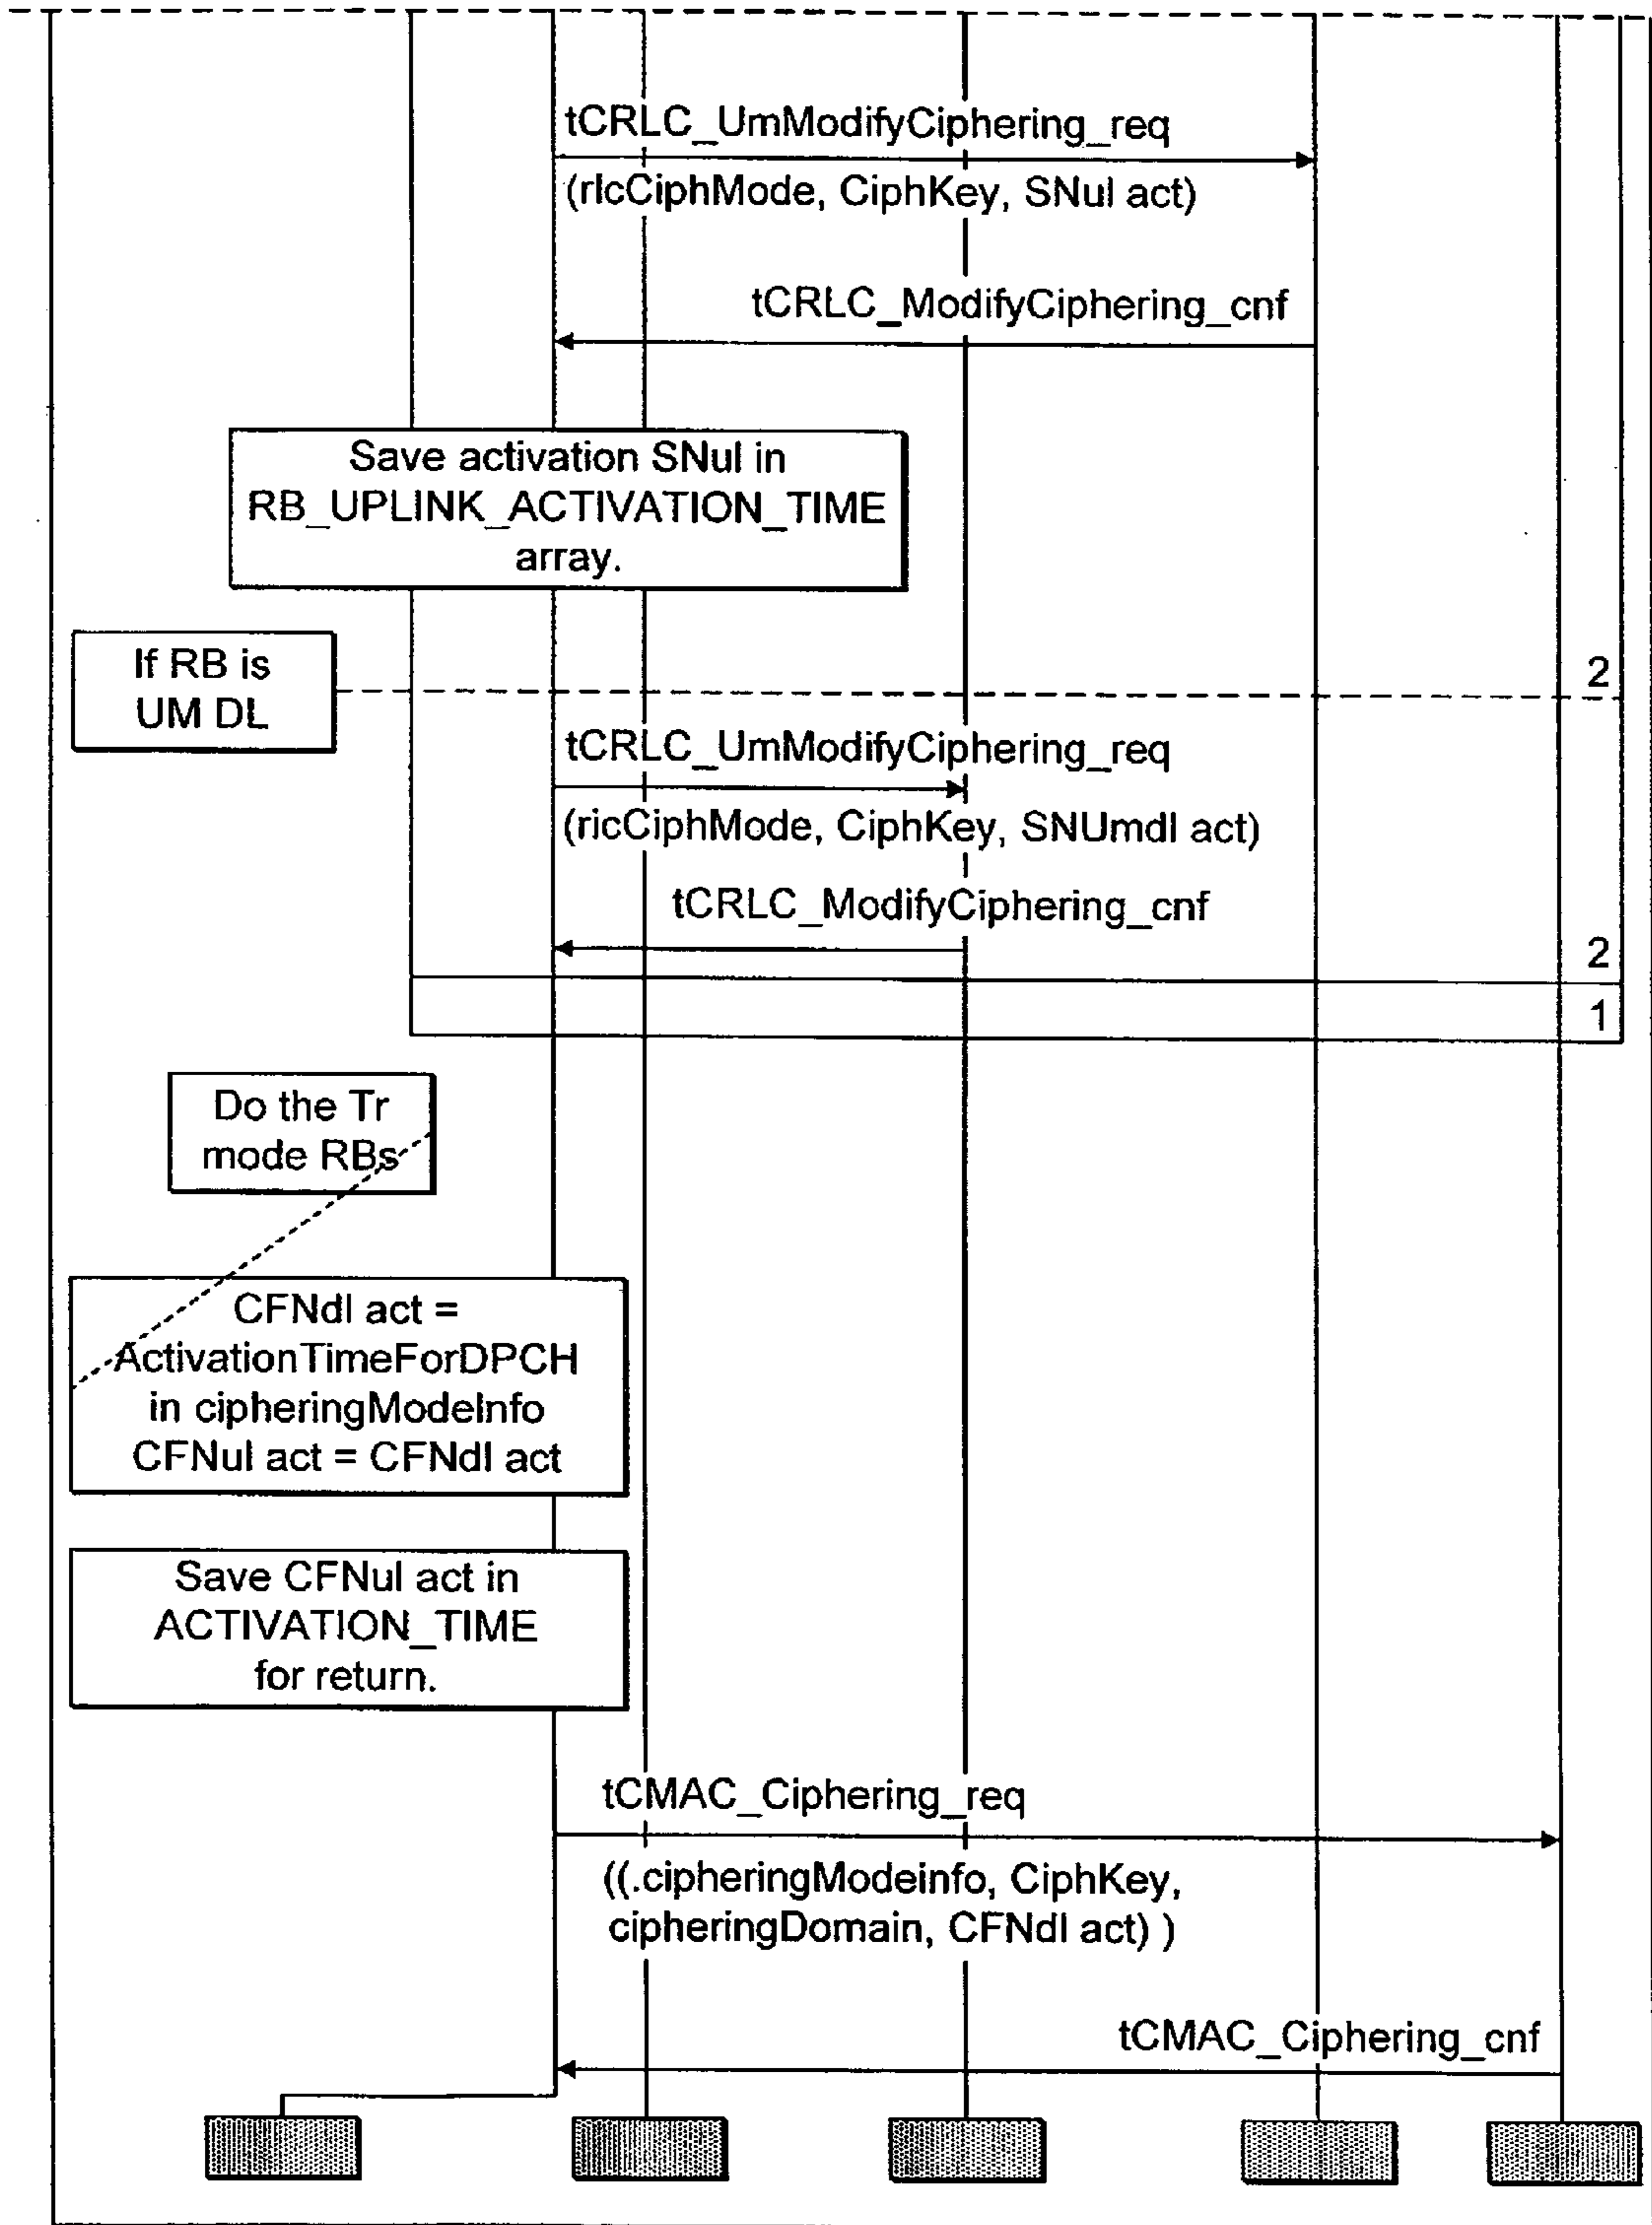 tCRLC_UmModifyCiphering_req
(rlcCiphMode, CiphKey, SNul act)
tCRLC_ModifyCiphering_cnf
Save activation SNul in
RB_UPLINK_ACTIVATION_TIME
array.
If RB is
UM DL
2
tCRLC_UmModifyCiphering_req
(ricCiphMode, CiphKey, SNUmdl act)
tCRLC_ModifyCiphering_cnf
2
1
Do the Tr
mode RBs
CFNdl act =
ActivationTimeForDPCH
in cipheringModeInfo
CFNul act = CFNdl act
Save CFNul act in
ACTIVATION_TIME
for return.
tCMAC_Ciphering_req
((.cipheringModeinfo, CiphKey,
cipheringDomain, CFNdl act) )
tCMAC_Ciphering_cnf